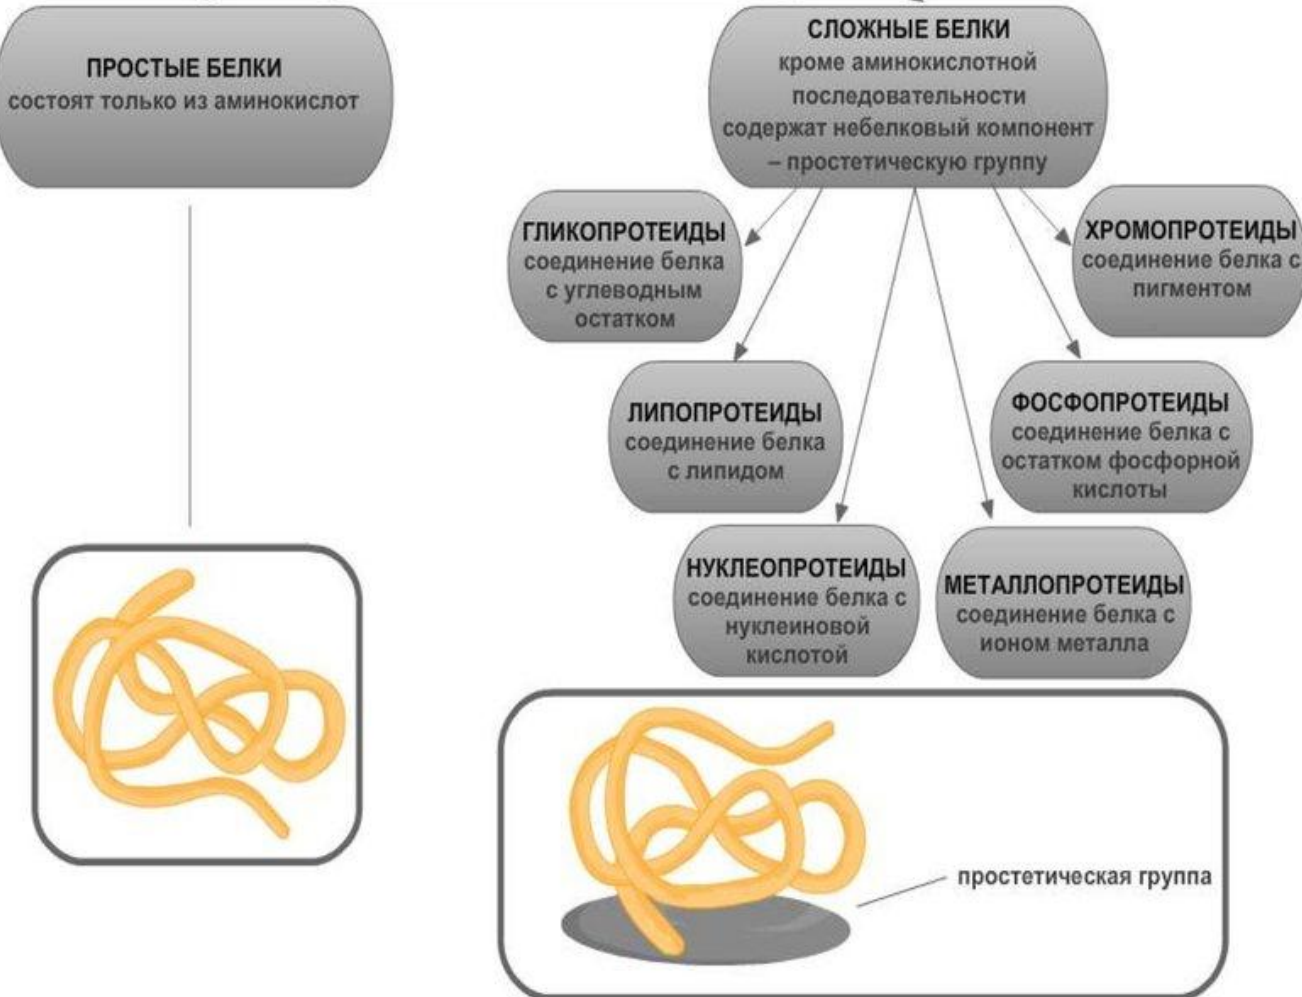 ПРОСТЫЕ БЕЛКИ
состоят только из аминокислот
СЛОЖНЫЕ БЕЛКИ
кроме аминокислотной
последовательности
содержат небелковый компонент
– простетическую группу
ГЛИКОПРОТЕИДЫ
соединение белка
с углеводным
остатком
ХРОМОПРОТЕИДЫ
соединение белка с
пигментом
ЛИПОПРОТЕИДЫ
соединение белка
с липидом
ФОСФОПРОТЕИДЫ
соединение белка с
остатком фосфорной
кислоты
НУКЛЕОПРОТЕИДЫ
соединение белка с
нуклеиновой
кислотой
МЕТАЛЛОПРОТЕИДЫ
соединение белка с
ионом металла
простетическая группа